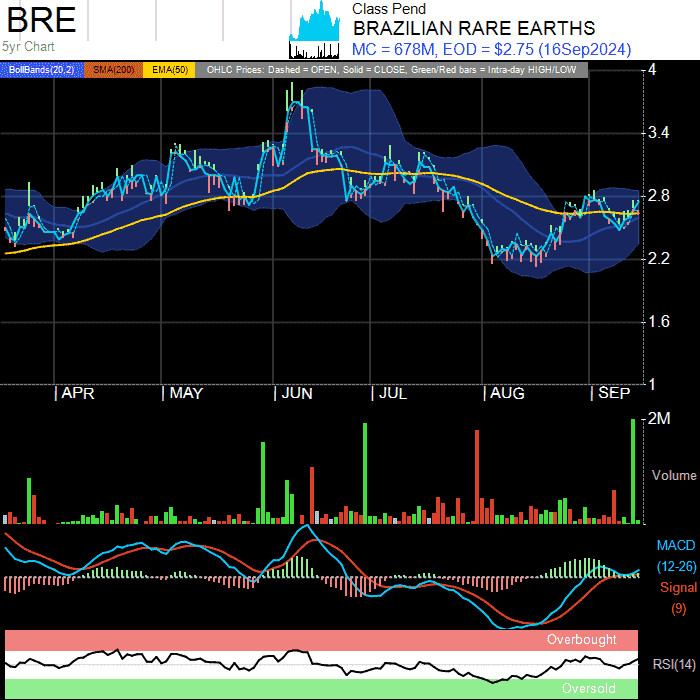 BRE
5yr Chart
Class Pend
BRAZILIAN RARE EARTHS
MC = 678M, EOD = $2.75 (16Sep2024)
BollBands(20,2) SMA(200) EMA(50) OHLC Prices: Dashed = OPEN, Solid = CLOSE, Green/Red bars = Intra-day HIGH/LOW
4
3.4
2.8
2.2
1.6
1
| APR | MAY | JUN | JUL | AUG | SEP
2M
Volume
MACD
(12-26)
Signal
(9)
Overbought
RSI(14)
Oversold